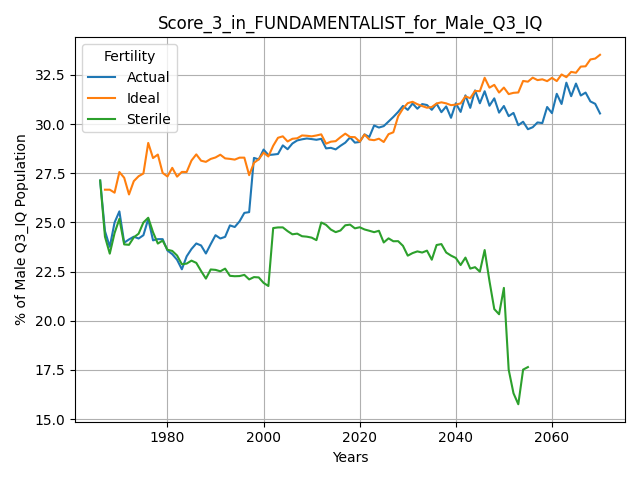 Score_3_in_FUNDAMENTALIST_for_Male_Q3_IQ
Fertility
Actual
Ideal
Sterile
% of Male Q3_IQ Population
32.5
30.0
27.5
25.0
22.5
20.0
17.5
15.0
1980
2000
2020
2040
2060
Years